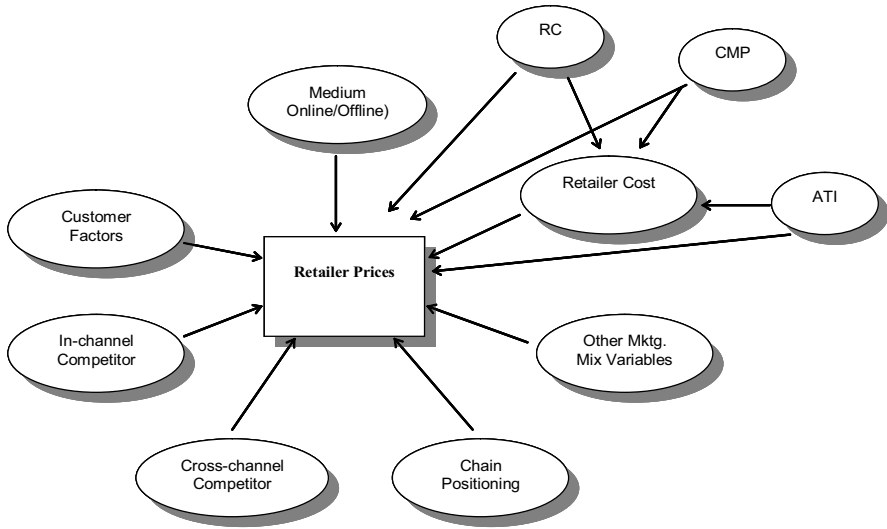 RC
CMP
Medium
Online/Offline)
Retailer Cost
ATI
Customer
Factors
Retailer Prices
In-channel
Competitor
Other Mktg.
Mix Variables
Cross-channel
Competitor
Chain
Positioning